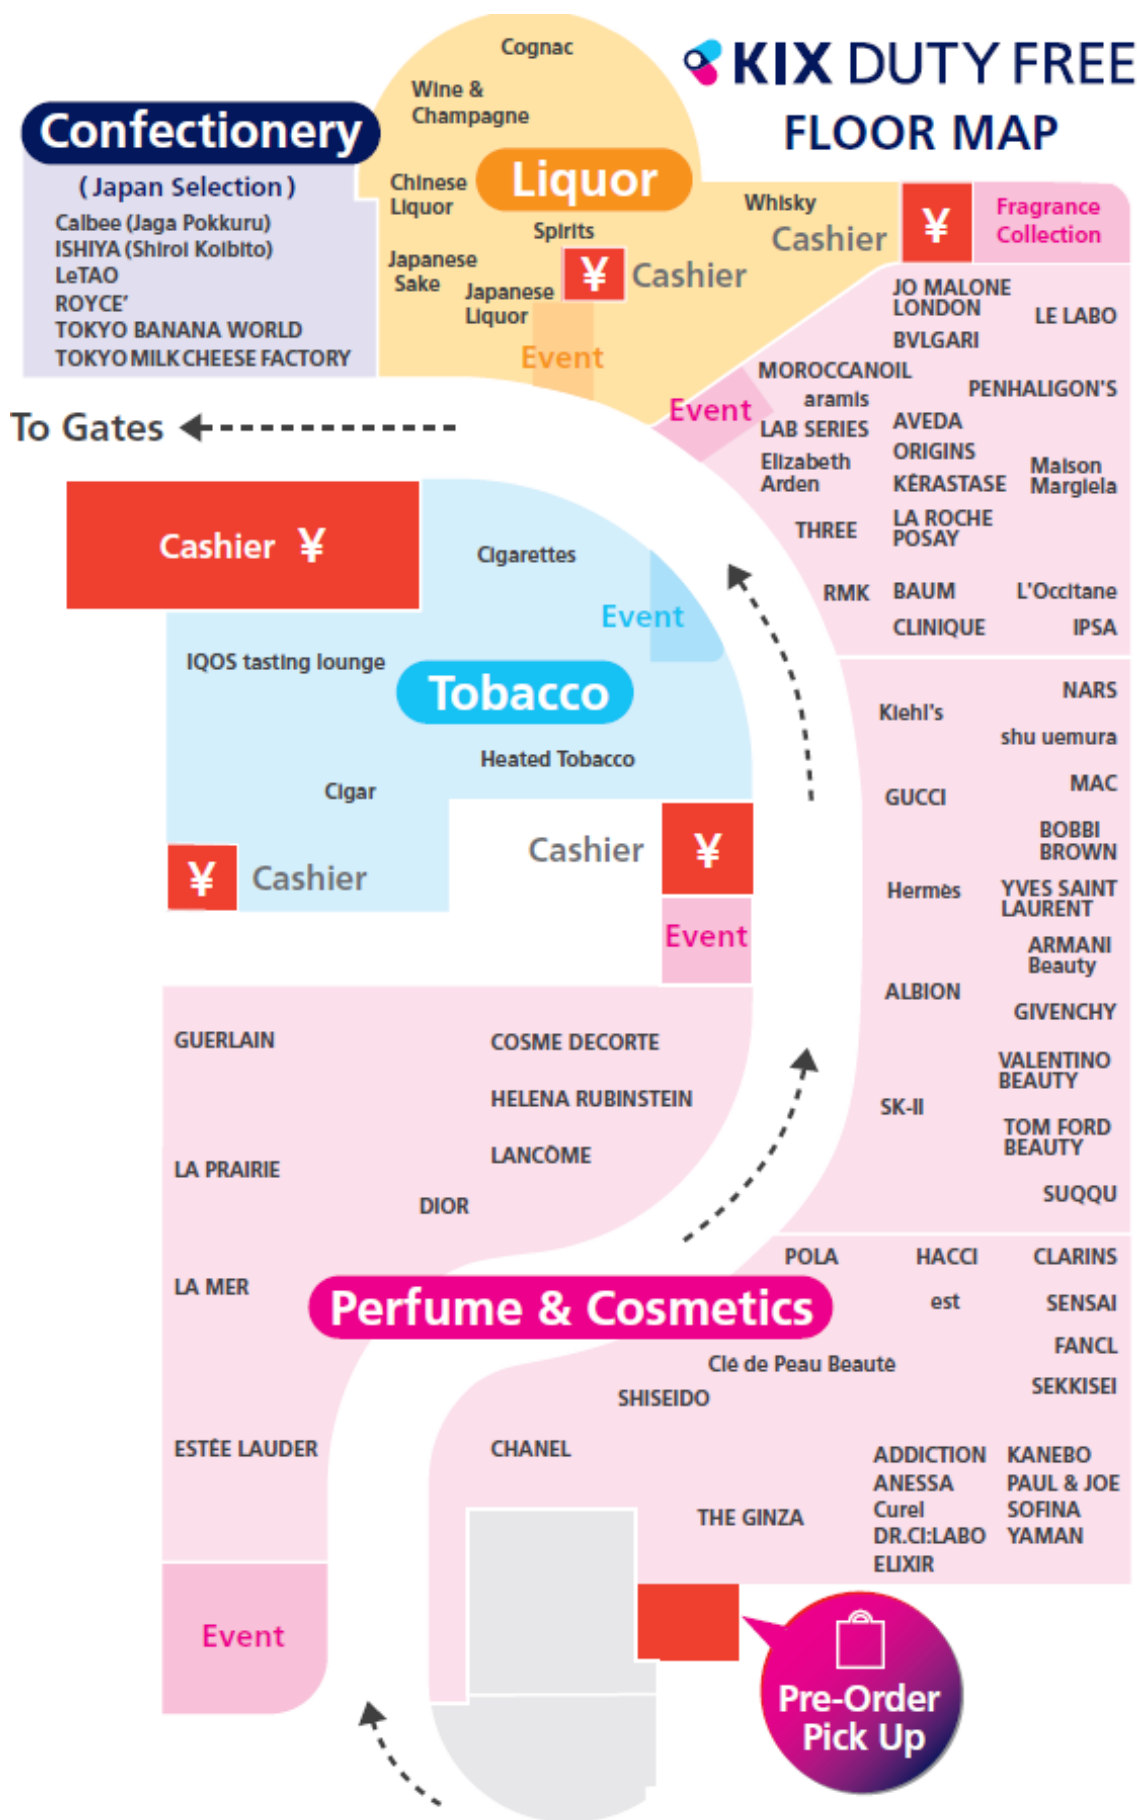 KIX DUTY FREE
FLOOR MAP
Confectionery
(Japan Selection)
Calbee (Jaga Pokkuru)
ISHIYA (Shiroi Koibito)
LeTAO
ROYCE’
TOKYO BANANA WORLD
TOKYO MILK CHEESE FACTORY
Cognac
Wine &
Champagne
Liquor
Chinese
Liquor
Spirits
Japanese
Sake
Japanese
Liquor
¥
Cashier
Event
Whisky
Cashier
¥
Fragrance
Collection
JO MALONE
LONDON
LE LABO
BVLGARI
MOROCCANOIL
PENHALIGON'S
aramis
Event
LAB SERIES
AVEDA
ORIGINS
Elizabeth
Arden
KÉRASTASE
Maison
Margiela
THREE
LA ROCHE
POSAY
RMK
BAUM
L'Occitane
CLINIQUE
IPSA
To Gates
Cashier ¥
Cigarettes
Event
IQOS tasting lounge
Tobacco
Heated Tobacco
Cigar
¥
Cashier
Cashier
¥
Event
NARS
Kiehl's
shu uemura
MAC
GUCCI
BOBBI
BROWN
Hermès
YVES SAINT
LAURENT
ARMANI
Beauty
ALBION
GIVENCHY
VALENTINO
BEAUTY
SK-II
TOM FORD
BEAUTY
SUQQU
GUERLAIN
COSME DECORTE
HELENA RUBINSTEIN
LANCÔME
LA PRAIRIE
DIOR
LA MER
Perfume & Cosmetics
POLA
HACCI
CLARINS
est
SENSAI
FANCL
Clé de Peau Beauté
SEKKISEI
SHISEIDO
ESTÉE LAUDER
CHANEL
THE GINZA
ADDICTION
ANESSA
Curel
DR.CI:LABO
ELIXIR
KANEBO
PAUL & JOE
SOFINA
YAMAN
Event
Pre-Order
Pick Up